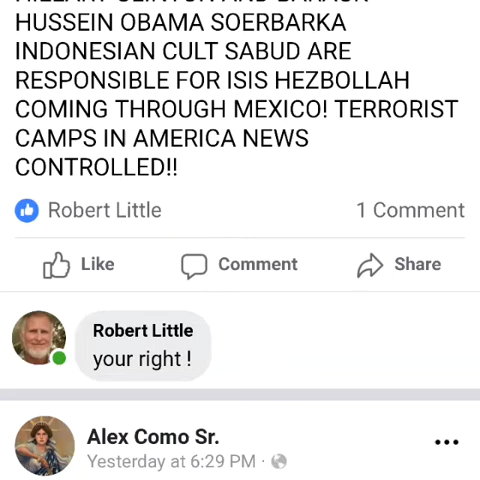 HUSSEIN OBAMA SOERBARKA
INDONESIAN CULT SABUD ARE
RESPONSIBLE FOR ISIS HEZBOLLAH
COMING THROUGH MEXICO! TERRORIST
CAMPS IN AMERICA NEWS
CONTROLLED!!
Robert Little
1 Comment
Like
Comment
Share
Robert Little
your right !
Alex Como Sr.
Yesterday at 6:29 PM ·